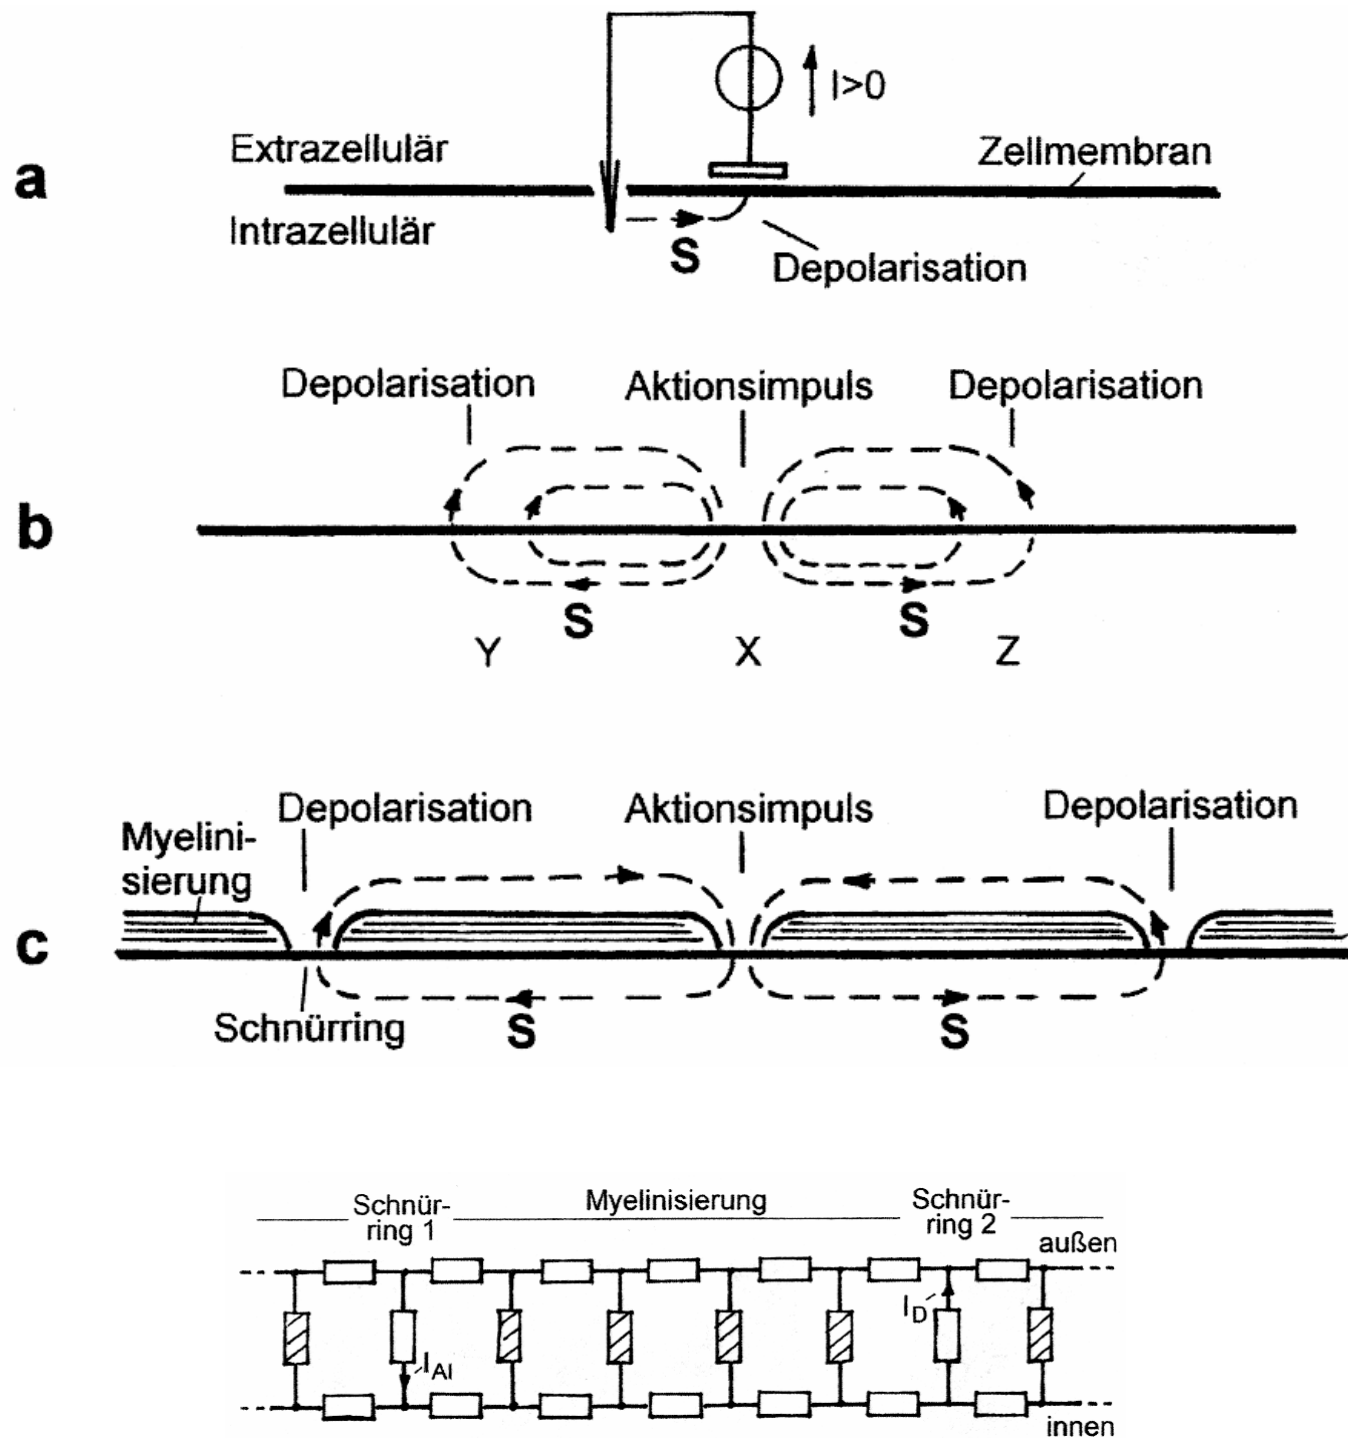 I>0
Extrazellulär
Zellmembran
a
Intrazellulär
S
Depolarisation
Depolarisation
Aktionsimpuls
Depolarisation
b
S
S
Y
X
Z
Depolarisation
Aktionsimpuls
Depolarisation
Myelini-
sierung
c
Schnürring
S
S
Schnür-
ring 1
Myelinisierung
Schnür-
ring 2
außen
I_D
I_AI
innen